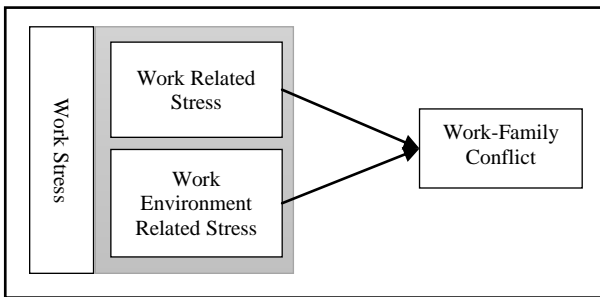 Work Stress
Work Related
Stress
Work
Environment
Related Stress
Work-Family
Conflict